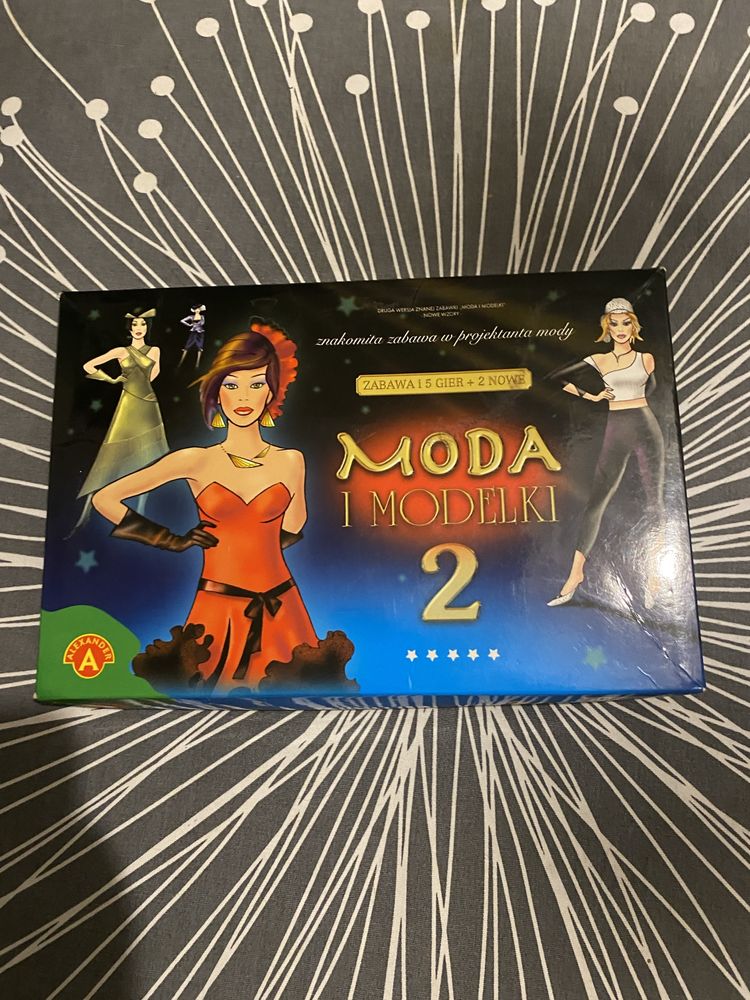 DRUGA WERSJA ZNANEJ ZABAWKI „MODA I MODELKI”
NOWE WZORY
znakomita zabawa w projektanta mody
ZABAWA I 5 GIER + 2 NOWE
MODA
I MODELKI
2
ALEXANDER
A